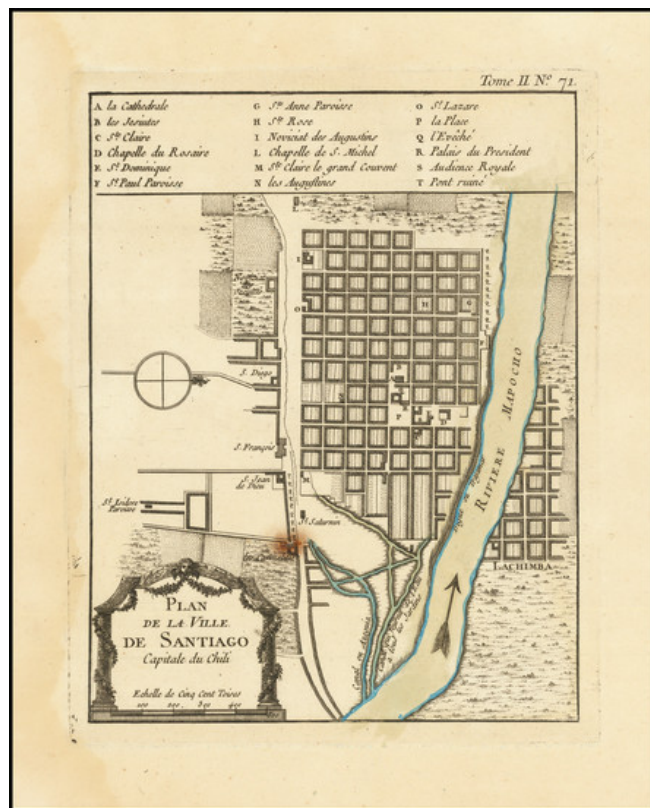 Tome II. Nº. 71.
A la Cathedrale
B les Jesiutes
C Ste Claire
D Chapelle du Rosaire
E St. Dominique
F St. Paul Paroisse
G Ste Anne Paroisse
H Ste Rose
I Noviciat des Augustins
L Chapelle de S. Michel
M Ste Claire le grand Couvent
N les Augustines
O St. Lazare
P la Place
Q l'Evêché
R Palais du President
S Audience Royale
T Pont ruiné
S. Diego
S. François
S. Jean
de Dieu
St. Isidore
Paroisse
St. Saturnin
RIVIERE MAPOCHO
LACHIMBA
PLAN
DE LA VILLE
DE SANTIAGO
Capitale du Chili
Echelle de Cinq Cent Toises
100 200 300 400